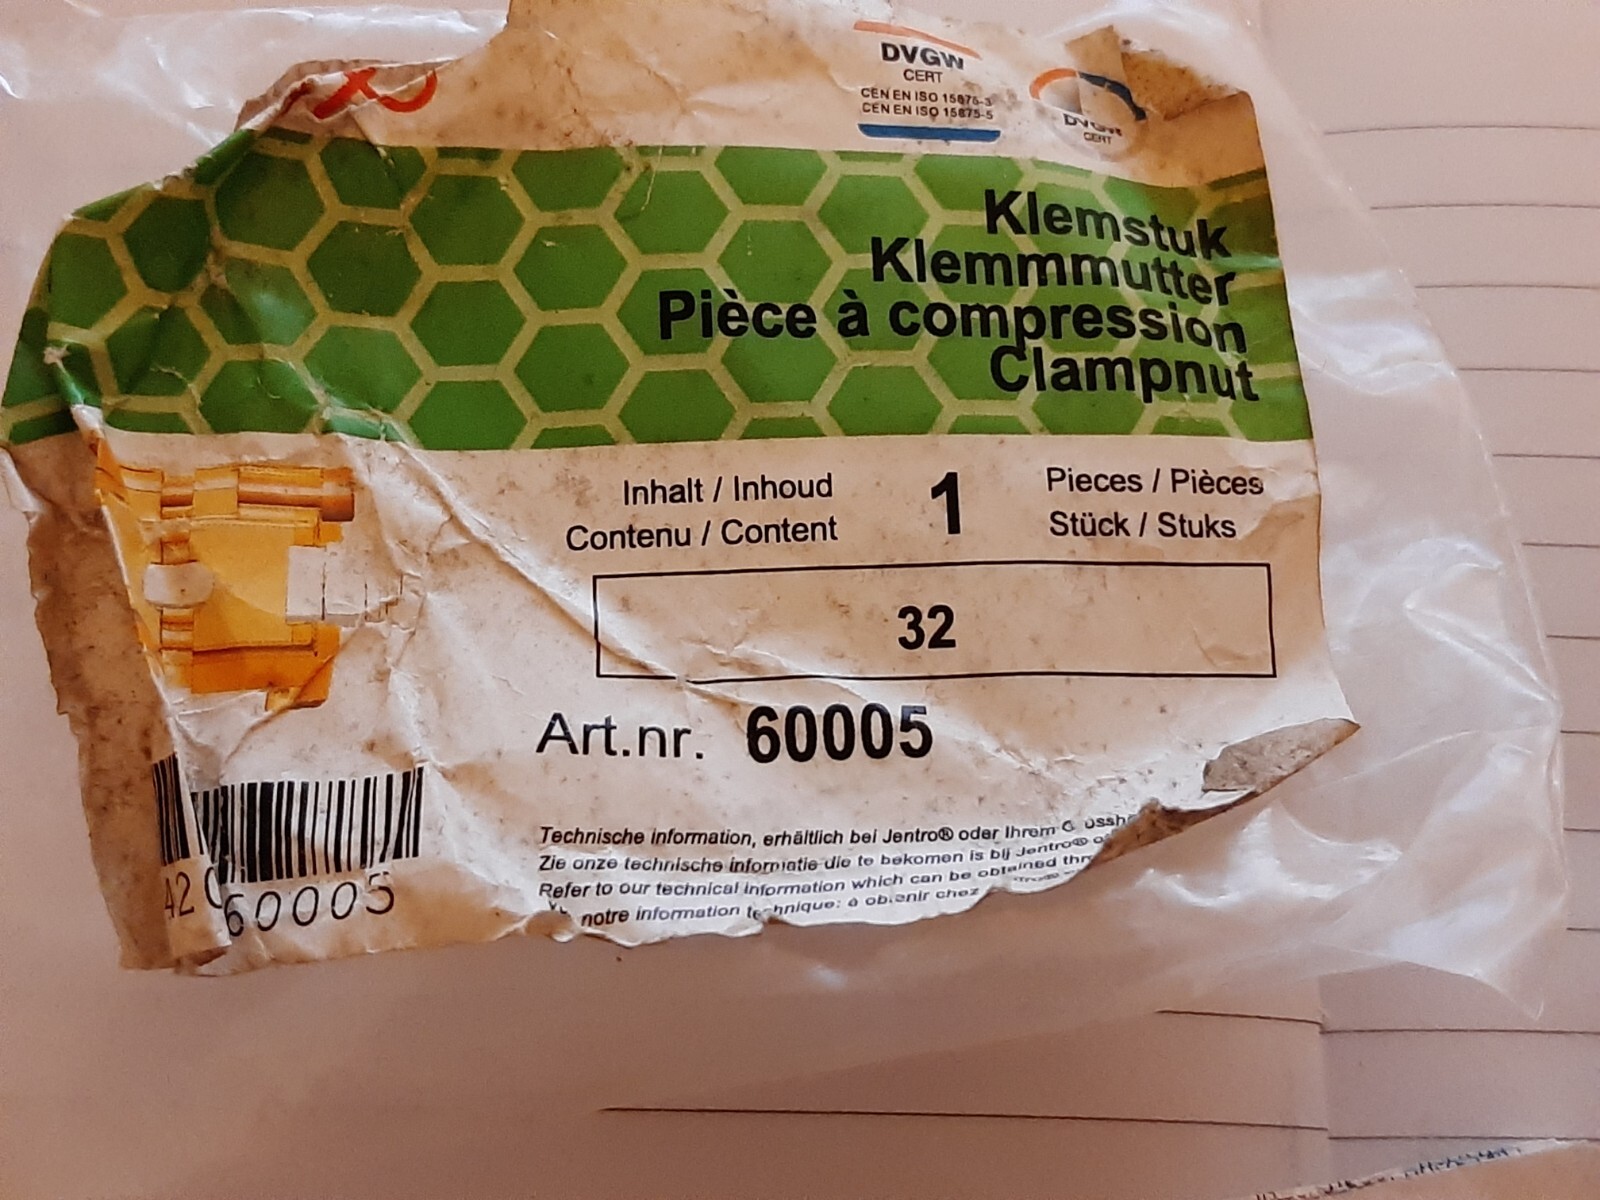 DVGW
CERT
CEN EN ISO 15875-3
CEN EN ISO 15875-5
DVGW
CERT
Klemstuk
Klemmmutter
Pièce à compression
Clampnut
Inhalt / Inhoud
Contenu / Content
1
Pieces / Pièces
Stück / Stuks
32
Art.nr. 60005
42 60005
Technische information, erhältlich bei Jentro® oder Ihrem
Zie onze technische informatie die te bekomen is bij Jentro®
Refer to our technical information which can be obtained
notre information technique: à obtenir chez